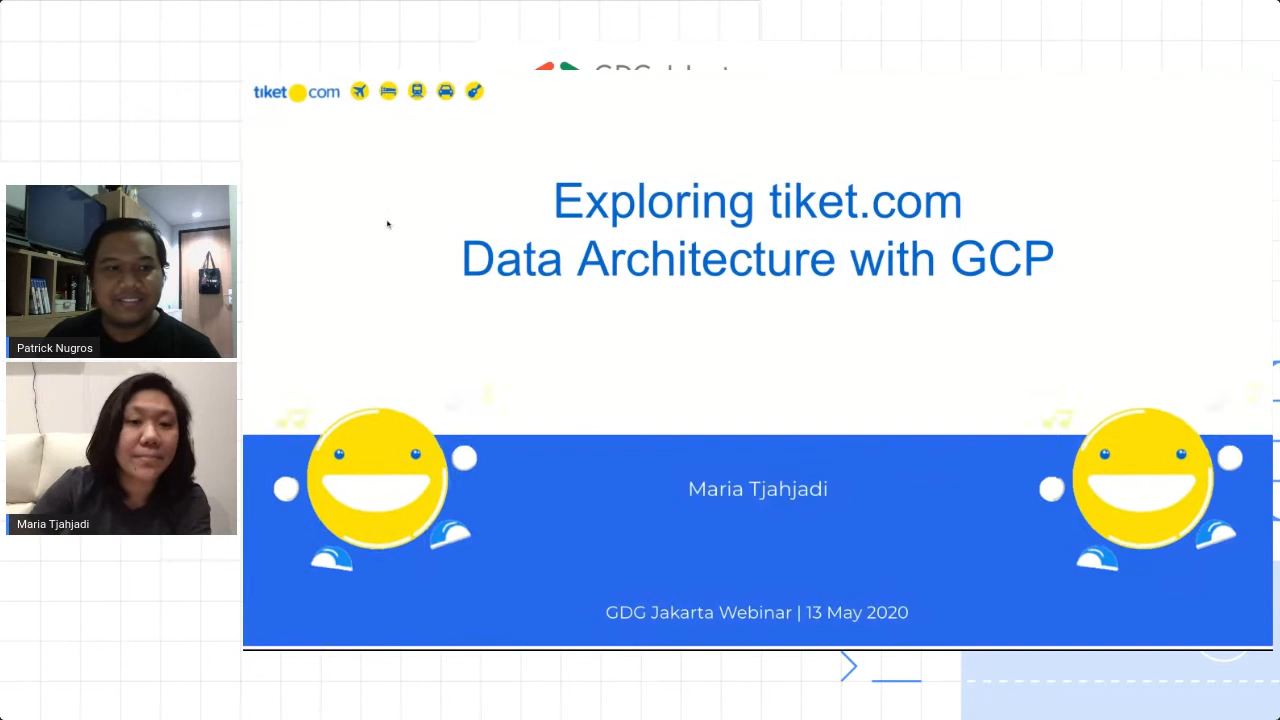 tiket.com
Exploring tiket.com
Data Architecture with GCP
Patrick Nugros
Maria Tjahjadi
Maria Tjahjadi
GDG Jakarta Webinar | 13 May 2020